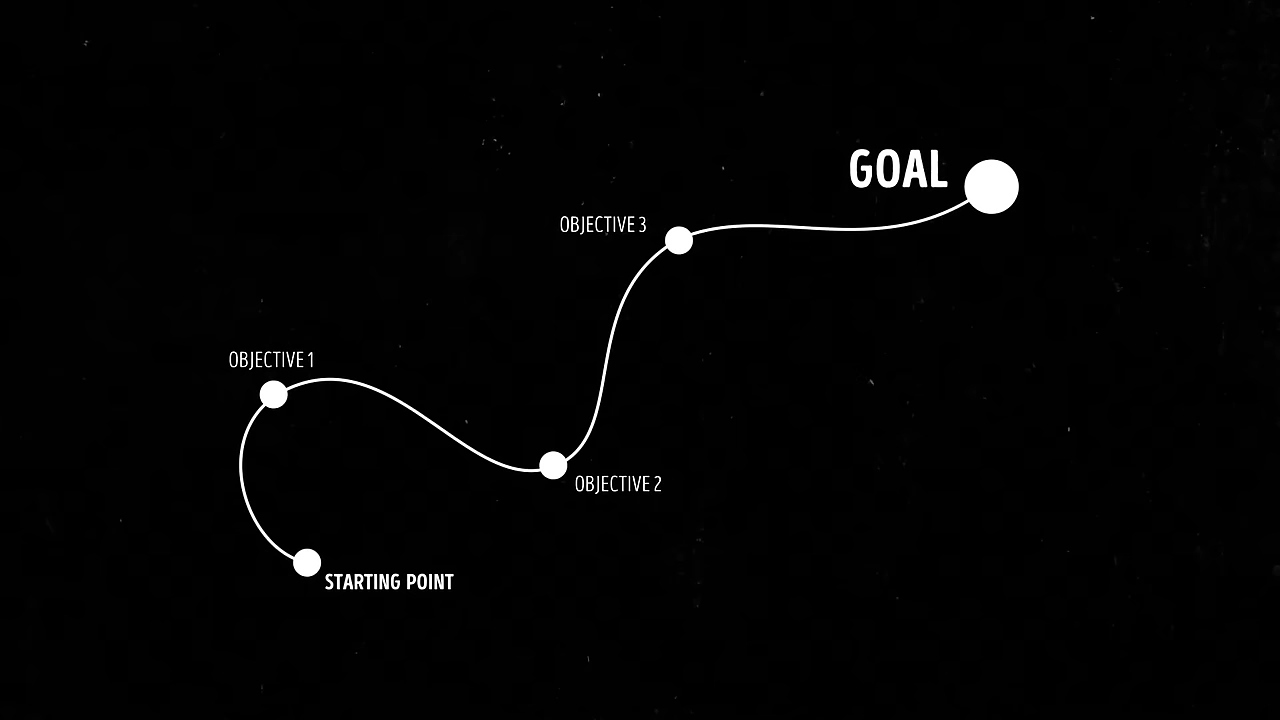 GOAL
OBJECTIVE 3
OBJECTIVE 1
OBJECTIVE 2
STARTING POINT